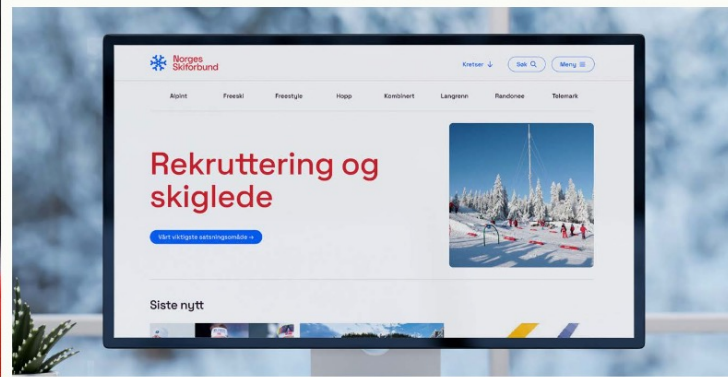 Norges
Skiforbund
Kretser ↓
Søk
Meny
Alpint
Freeski
Freestyle
Hopp
Kombinert
Langrenn
Randonee
Telemark
Rekruttering og
skiglede
Vårt viktigste satsningsområde →
Siste nytt